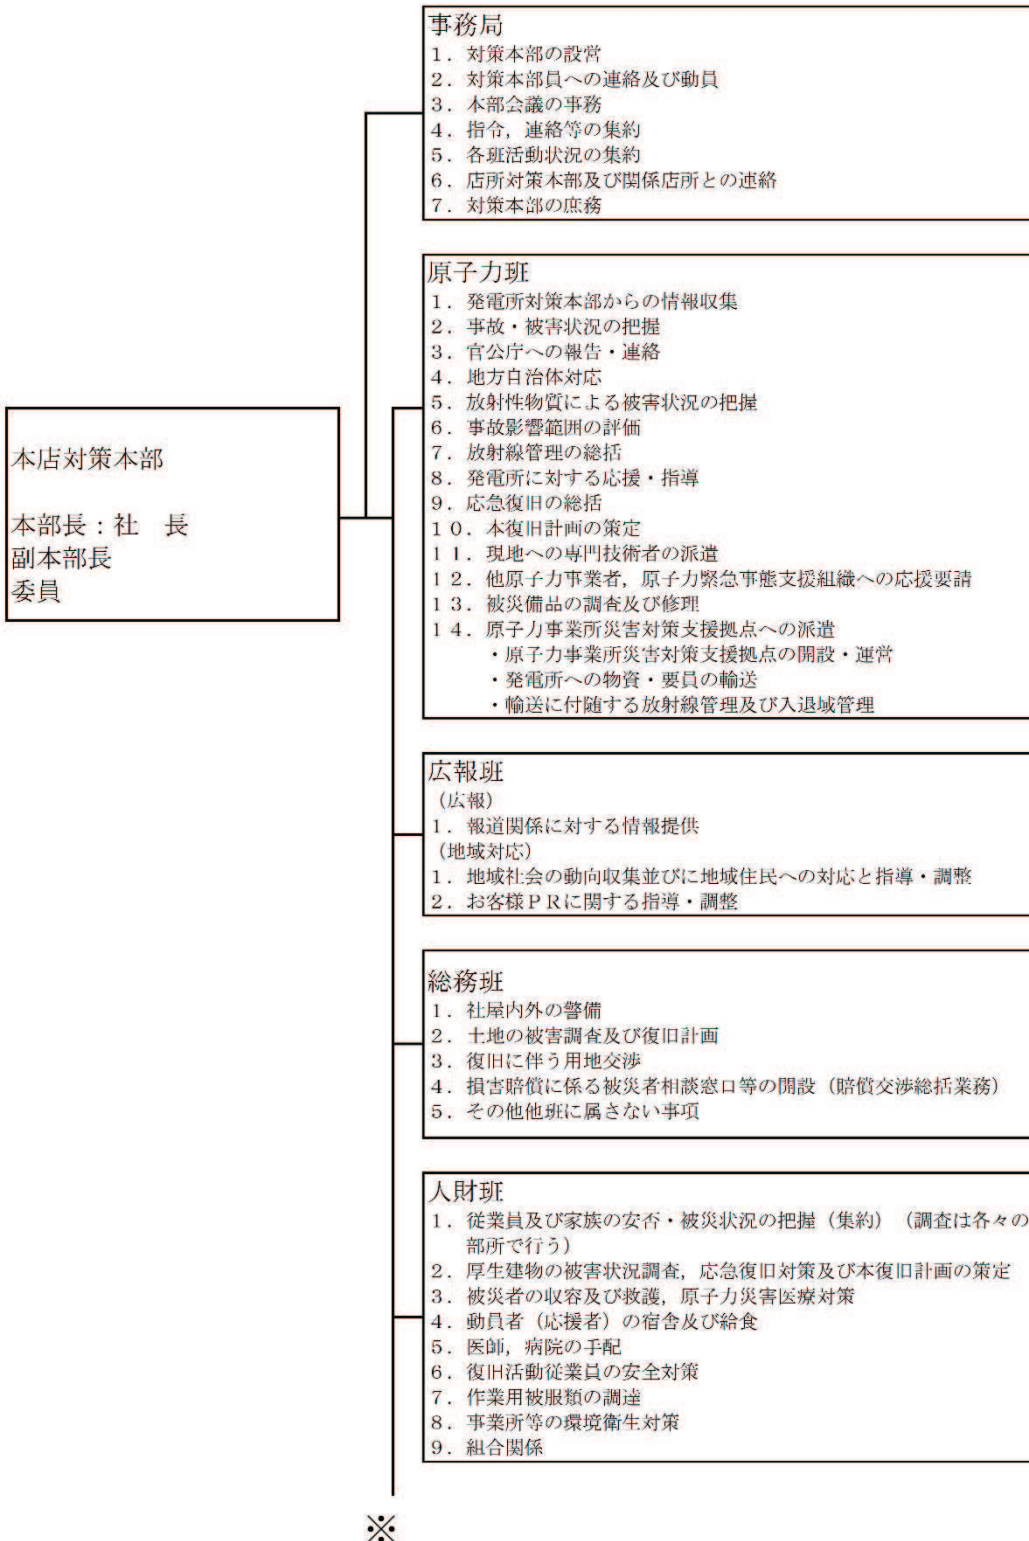 事務局
１．対策本部の設営
２．対策本部員への連絡及び動員
３．本部会議の事務
４．指令，連絡等の集約
５．各班活動状況の集約
６．店所対策本部及び関係店所との連絡
７．対策本部の庶務
原子力班
１．発電所対策本部からの情報収集
２．事故・被害状況の把握
３．官公庁への報告・連絡
４．地方自治体対応
５．放射性物質による被害状況の把握
６．事故影響範囲の評価
７．放射線管理の総括
８．発電所に対する応援・指導
９．応急復旧の総括
１０．本復旧計画の策定
１１．現地への専門技術者の派遣
１２．他原子力事業者，原子力緊急事態支援組織への応援要請
１３．被災備品の調査及び修理
１４．原子力事業所災害対策支援拠点への派遣
・原子力事業所災害対策支援拠点の開設・運営
・発電所への物資・要員の輸送
・輸送に付随する放射線管理及び入退域管理
本店対策本部
本部長：社　長
副本部長
委員
広報班
（広報）
１．報道関係に対する情報提供
（地域対応）
１．地域社会の動向収集並びに地域住民への対応と指導・調整
２．お客様ＰＲに関する指導・調整
総務班
１．社屋内外の警備
２．土地の被害調査及び復旧計画
３．復旧に伴う用地交渉
４．損害賠償に係る被災者相談窓口等の開設（賠償交渉総括業務）
５．その他他班に属さない事項
人財班
１．従業員及び家族の安否・被災状況の把握（集約）（調査は各々の
部所で行う）
２．厚生建物の被害状況調査，応急復旧対策及び本復旧計画の策定
３．被災者の収容及び救護，原子力災害医療対策
４．動員者（応援者）の宿舎及び給食
５．医師，病院の手配
６．復旧活動従業員の安全対策
７．作業用被服類の調達
８．事業所等の環境衛生対策
９．組合関係
※